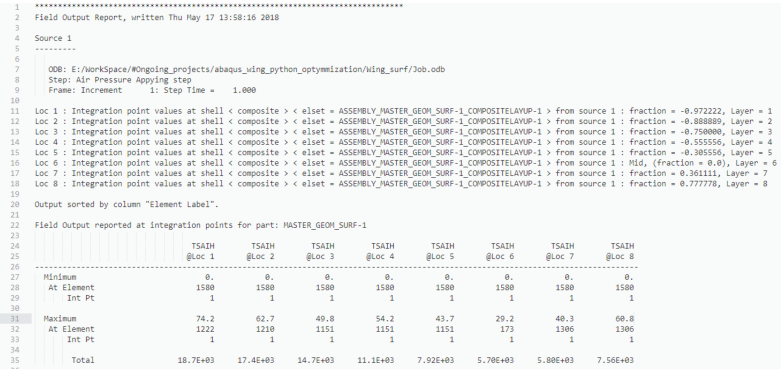 1 ********************************************************************************
2 Field Output Report, written Thu May 17 13:58:16 2018
3
4 Source 1
5 ---------
6
7 ODB: E:/WorkSpace/#Ongoing_projects/abaqus_wing_python_optymmization/Wing_surf/Job.odb
8 Step: Air Pressure Appying step
9 Frame: Increment 1: Step Time = 1.000
10
11 Loc 1 : Integration point values at shell < composite > < elset = ASSEMBLY_MASTER_GEOM_SURF-1_COMPOSITELAYUP-1 > from source 1 : fraction = -0.972222, Layer = 1
12 Loc 2 : Integration point values at shell < composite > < elset = ASSEMBLY_MASTER_GEOM_SURF-1_COMPOSITELAYUP-1 > from source 1 : fraction = -0.888889, Layer = 2
13 Loc 3 : Integration point values at shell < composite > < elset = ASSEMBLY_MASTER_GEOM_SURF-1_COMPOSITELAYUP-1 > from source 1 : fraction = -0.750000, Layer = 3
14 Loc 4 : Integration point values at shell < composite > < elset = ASSEMBLY_MASTER_GEOM_SURF-1_COMPOSITELAYUP-1 > from source 1 : fraction = -0.555556, Layer = 4
15 Loc 5 : Integration point values at shell < composite > < elset = ASSEMBLY_MASTER_GEOM_SURF-1_COMPOSITELAYUP-1 > from source 1 : fraction = -0.305556, Layer = 5
16 Loc 6 : Integration point values at shell < composite > < elset = ASSEMBLY_MASTER_GEOM_SURF-1_COMPOSITELAYUP-1 > from source 1 : Mid, (fraction = 0.0), Layer = 6
17 Loc 7 : Integration point values at shell < composite > < elset = ASSEMBLY_MASTER_GEOM_SURF-1_COMPOSITELAYUP-1 > from source 1 : fraction = 0.361111, Layer = 7
18 Loc 8 : Integration point values at shell < composite > < elset = ASSEMBLY_MASTER_GEOM_SURF-1_COMPOSITELAYUP-1 > from source 1 : fraction = 0.777778, Layer = 8
19
20 Output sorted by column "Element Label".
21
22 Field Output reported at integration points for part: MASTER_GEOM_SURF-1
23
24 TSAIH TSAIH TSAIH TSAIH TSAIH TSAIH TSAIH TSAIH
25 @Loc 1 @Loc 2 @Loc 3 @Loc 4 @Loc 5 @Loc 6 @Loc 7 @Loc 8
26 ---------------------------------------------------------------------------------
27 Minimum 0. 0. 0. 0. 0. 0. 0. 0.
28 At Element 1580 1580 1580 1580 1580 1580 1580 1580
29 Int Pt 1 1 1 1 1 1 1 1
30
31 Maximum 74.2 62.7 49.8 54.2 43.7 29.2 40.3 60.8
32 At Element 1222 1210 1151 1151 1151 173 1306 1306
33 Int Pt 1 1 1 1 1 1 1 1
34
35 Total 18.7E+03 17.4E+03 14.7E+03 11.1E+03 7.92E+03 5.70E+03 5.80E+03 7.56E+03